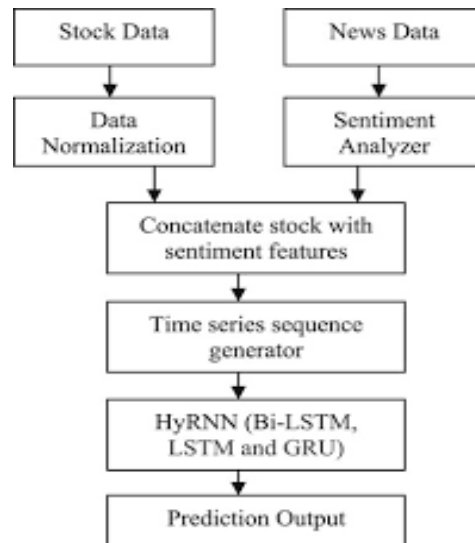 Stock Data
News Data
Data
Normalization
Sentiment
Analyzer
Concatenate stock with
sentiment features
Time series sequence
generator
HyRNN (Bi-LSTM,
LSTM and GRU)
Prediction Output